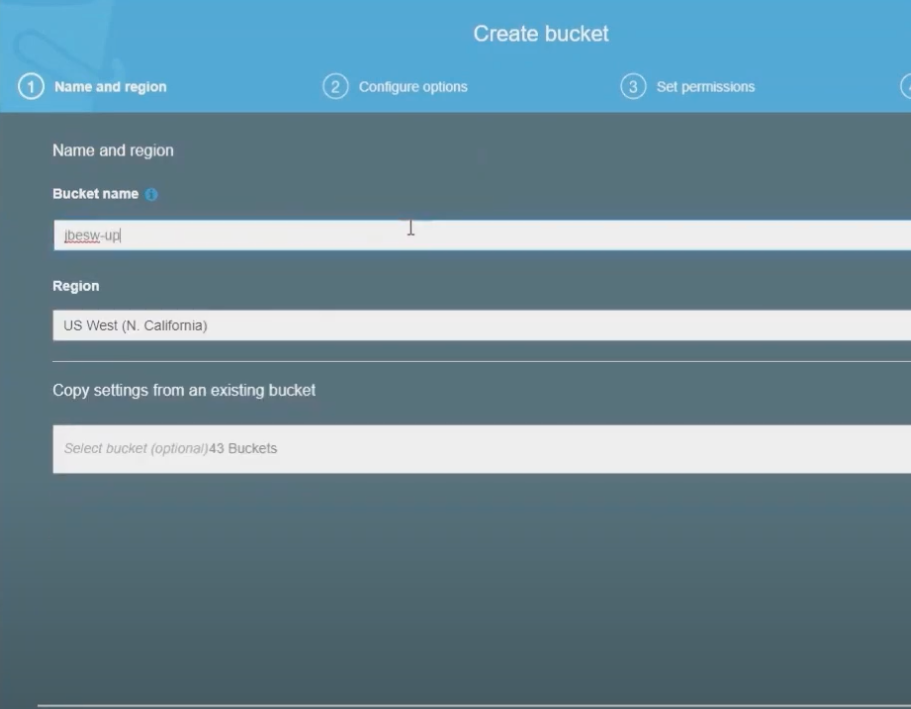 Create bucket
1 Name and region
2 Configure options
3 Set permissions
Name and region
Bucket name
jbesw-up
Region
US West (N. California)
Copy settings from an existing bucket
Select bucket (optional)43 Buckets